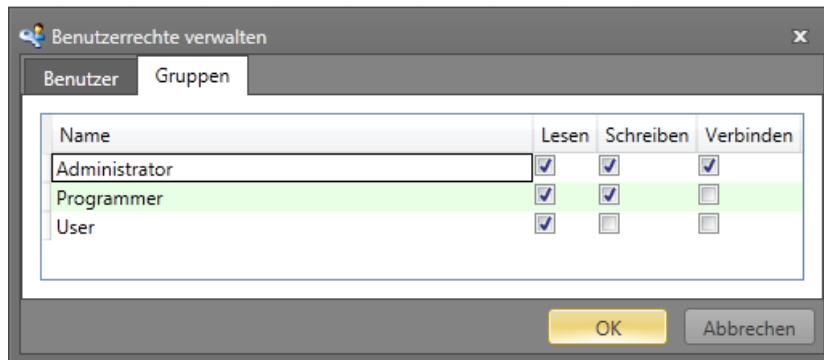 Benutzerrechte verwalten
Benutzer Gruppen
Name Lesen Schreiben Verbinden
Administrator
Programmer
User
OK Abbrechen